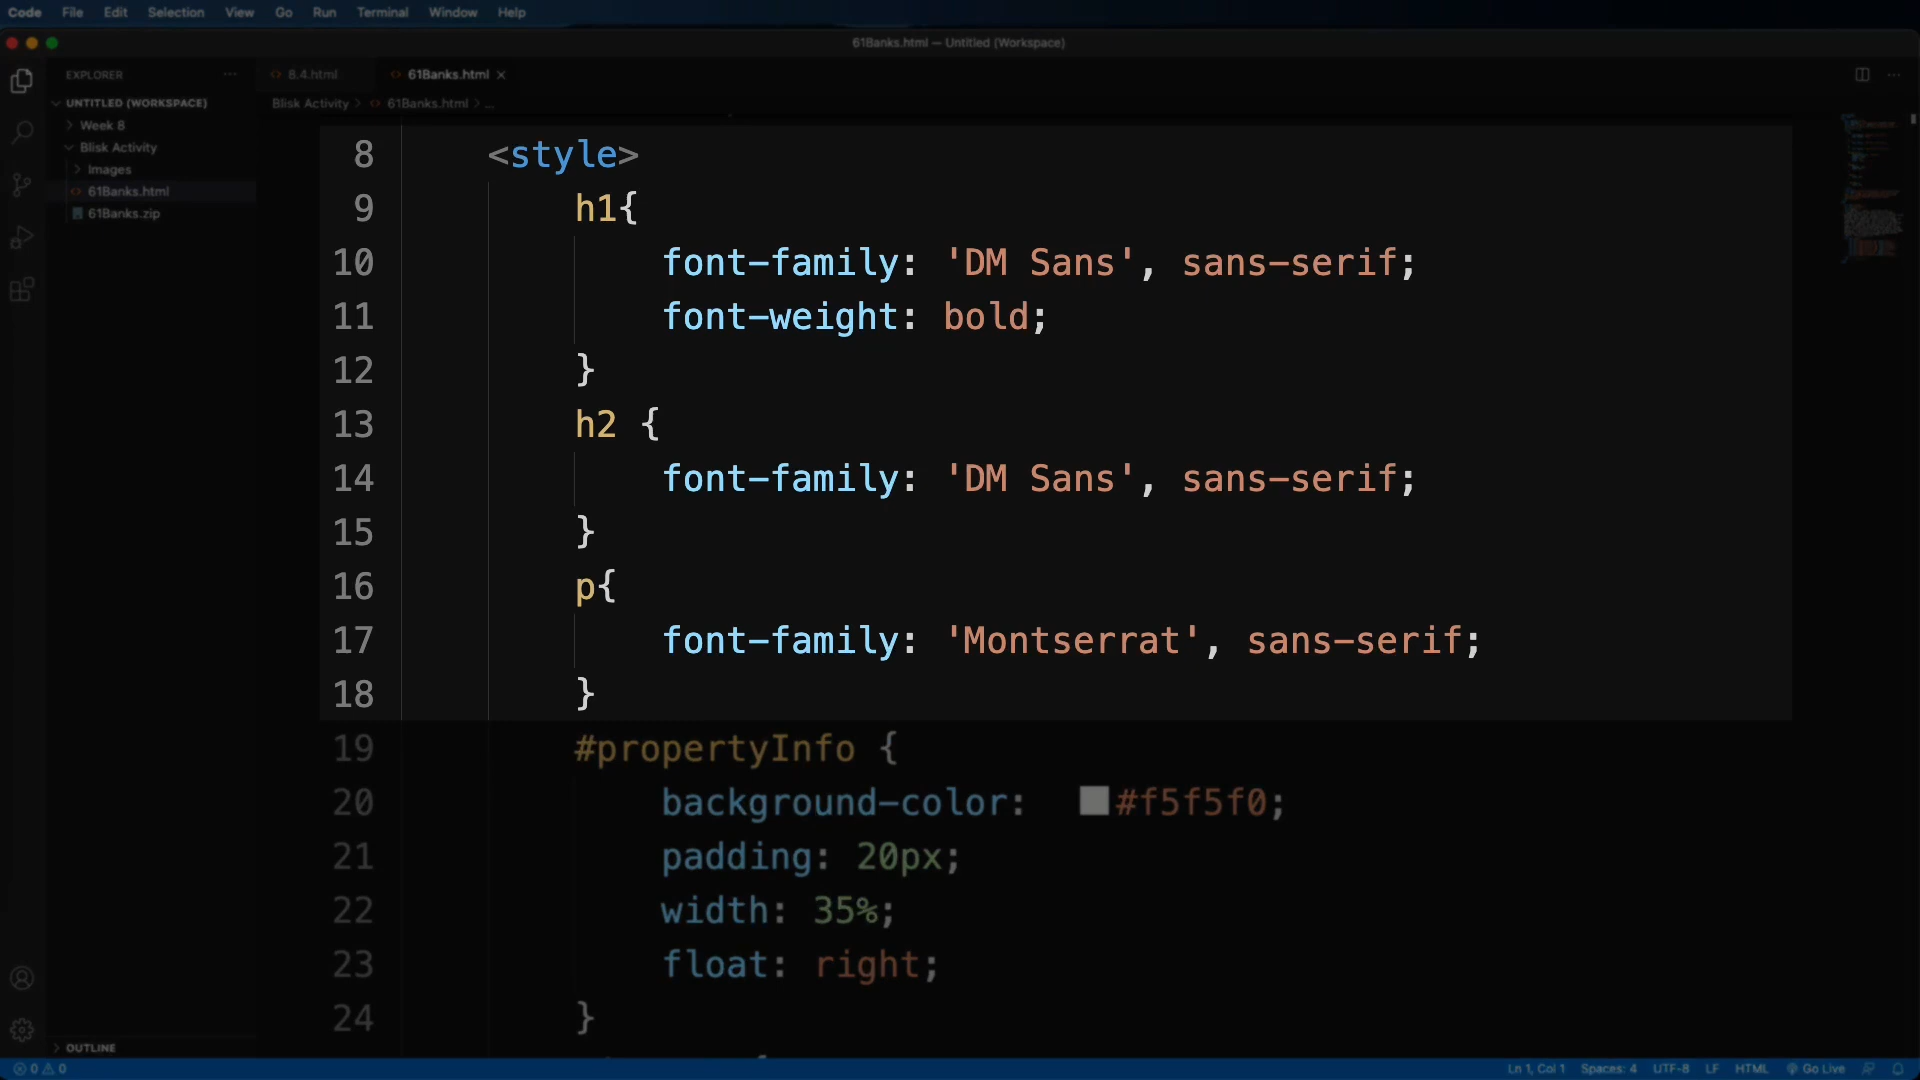 Code File Edit Selection View Go Run Terminal Window Help
61Banks.html — Untitled (Workspace)
EXPLORER ...
8.4.html
61Banks.html ×
UNTITLED (WORKSPACE)
Blisk Activity > 61Banks.html > ...
Week 8
Blisk Activity
Images
61Banks.html
61Banks.zip
8 <style>
9 h1{
10 font-family: 'DM Sans', sans-serif;
11 font-weight: bold;
12 }
13 h2 {
14 font-family: 'DM Sans', sans-serif;
15 }
16 p{
17 font-family: 'Montserrat', sans-serif;
18 }
19 #propertyInfo {
20 background-color: #f5f5f0;
21 padding: 20px;
22 width: 35%;
23 float: right;
24 }
OUTLINE
0 0 Ln 1, Col 1 Spaces: 4 UTF-8 LF HTML Go Live